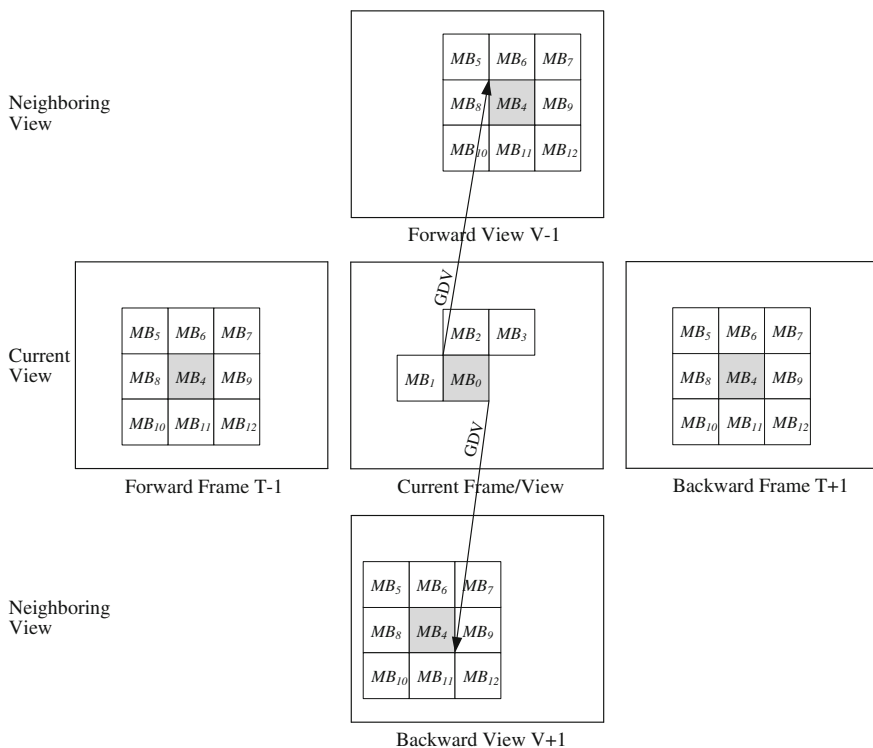 Neighboring
View
MB5 MB6 MB7
MB8 MB4 MB9
MB10 MB11 MB12
Forward View V-1
GDV
Current
View
MB5 MB6 MB7
MB8 MB4 MB9
MB10 MB11 MB12
Forward Frame T-1
MB2 MB3
MB1 MB0
Current Frame/View
MB5 MB6 MB7
MB8 MB4 MB9
MB10 MB11 MB12
Backward Frame T+1
GDV
Neighboring
View
MB5 MB6 MB7
MB8 MB4 MB9
MB10 MB11 MB12
Backward View V+1